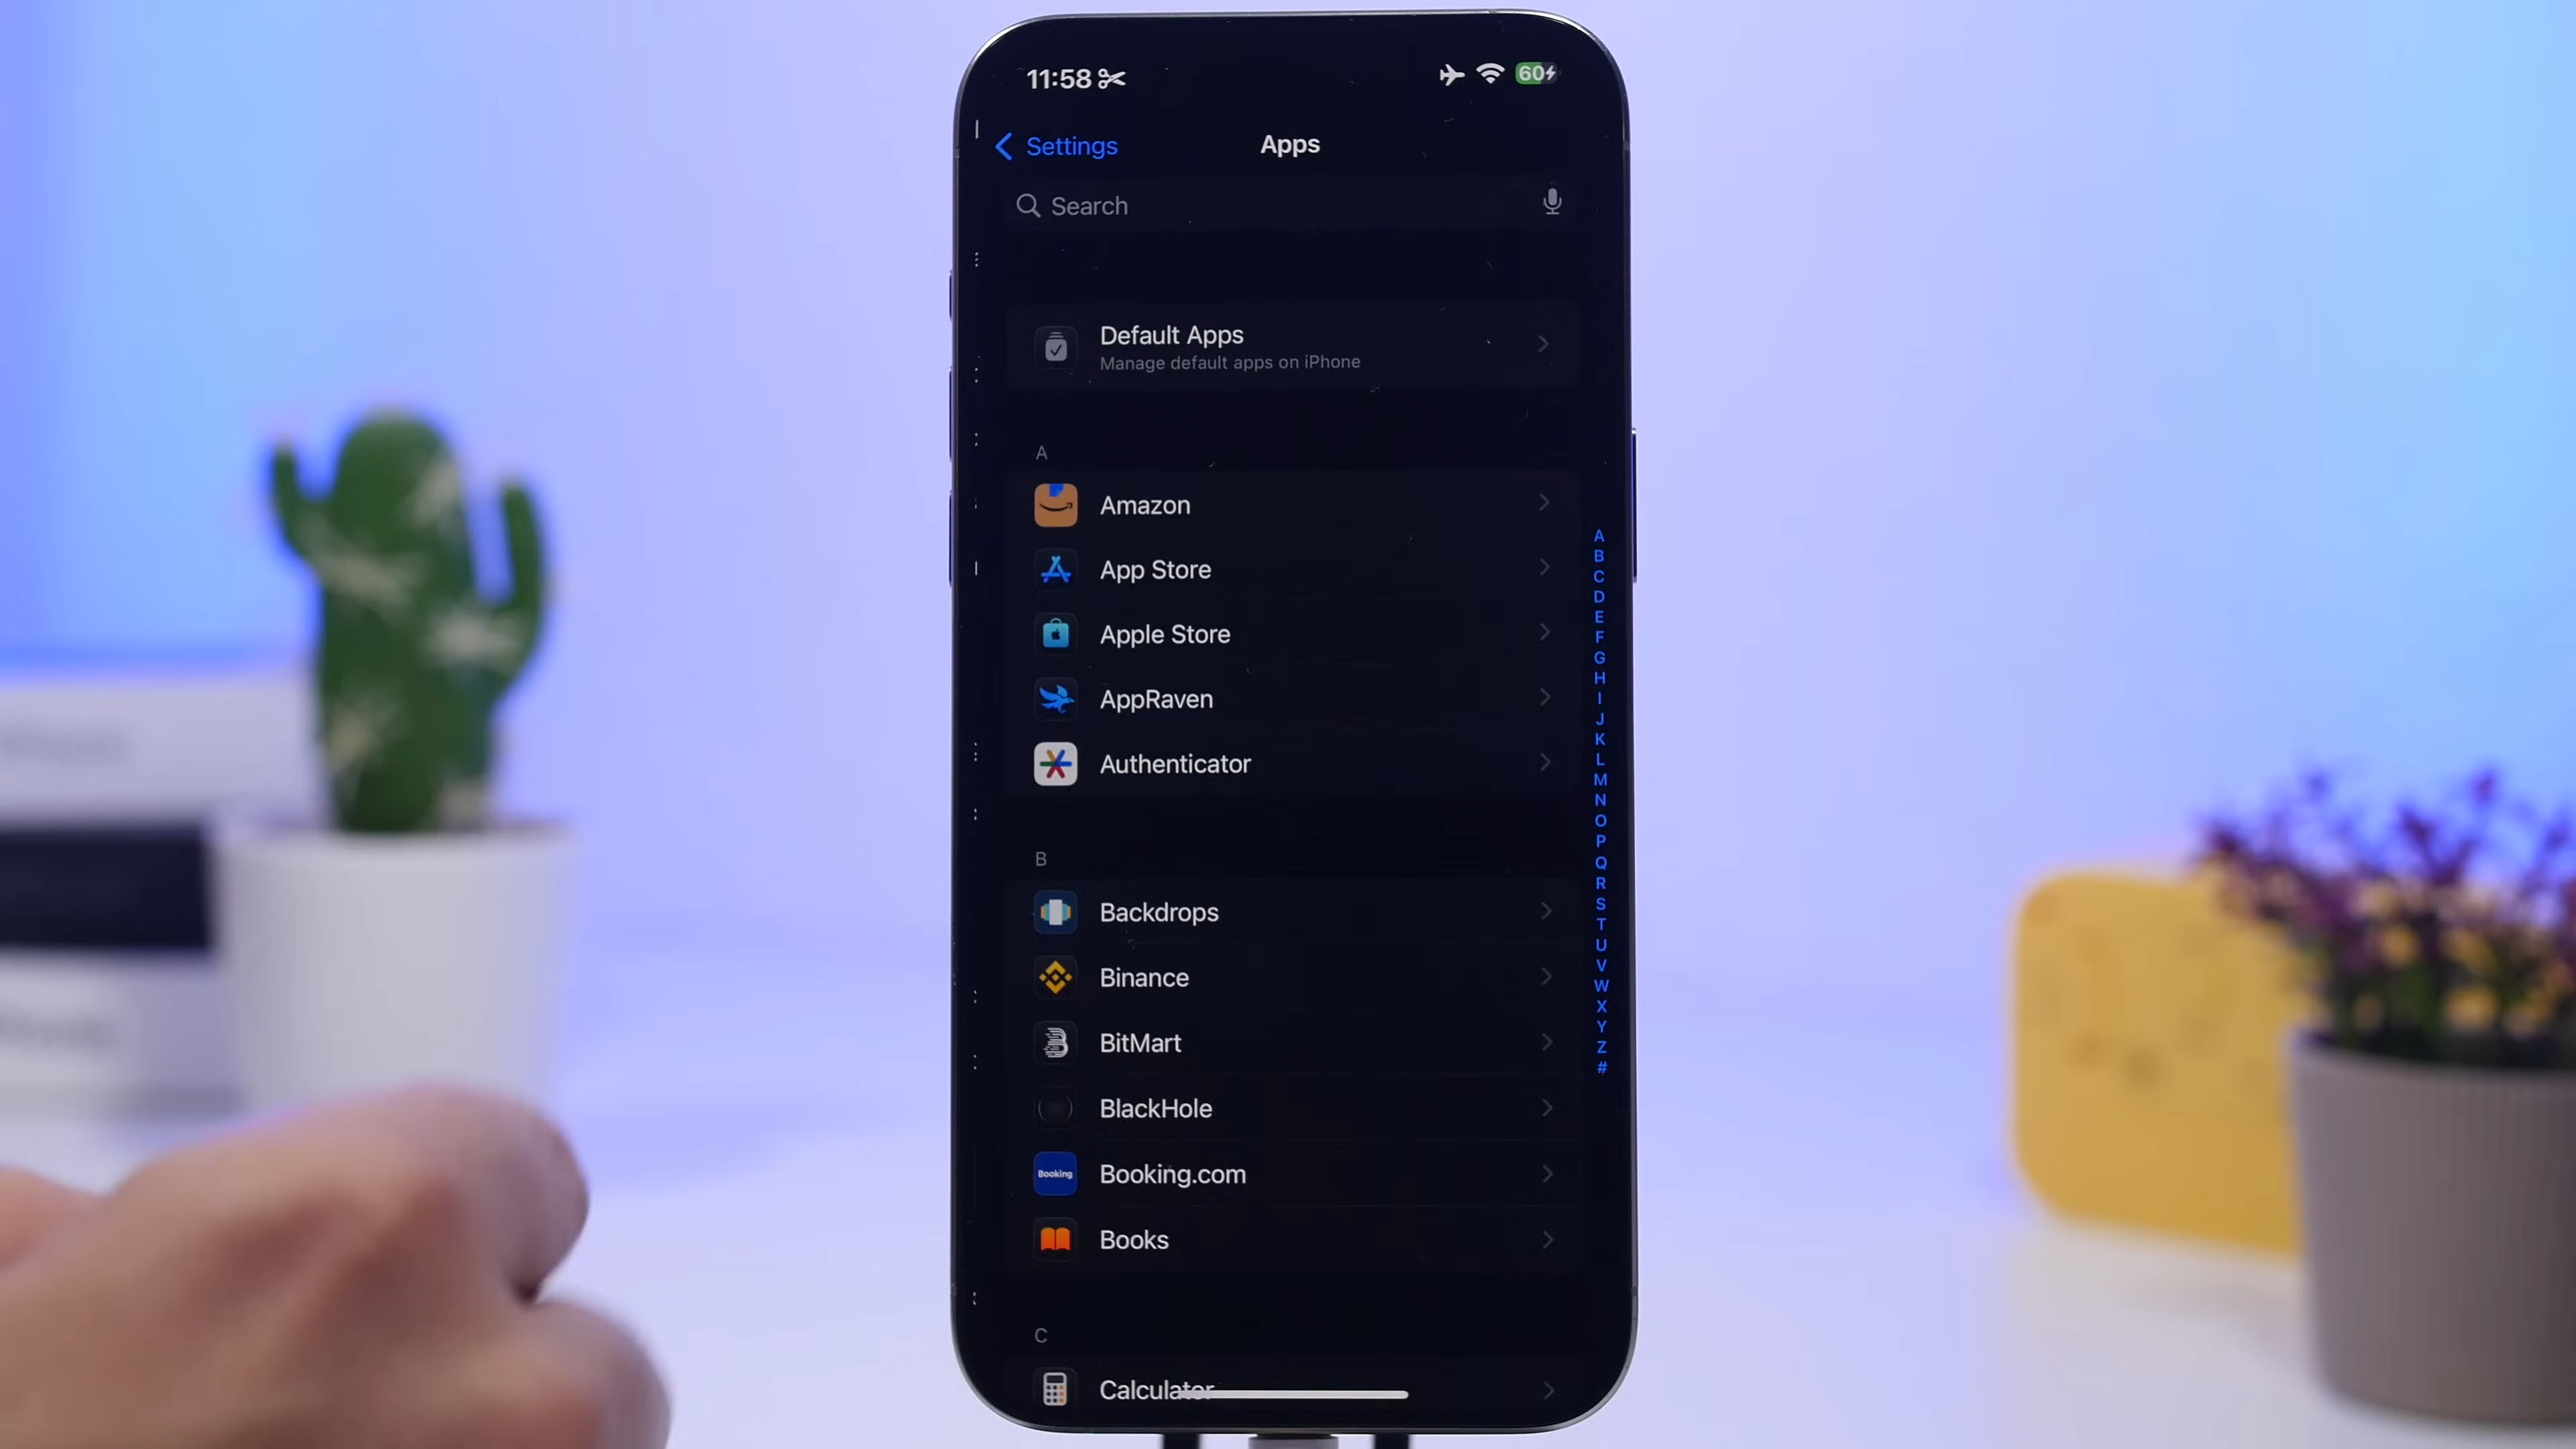 11:58
60
Settings
Apps
Search
Default Apps
Manage default apps on iPhone
A
Amazon
App Store
Apple Store
AppRaven
Authenticator
B
Backdrops
Binance
BitMart
BlackHole
Booking
Booking.com
Books
C
Calculator
A
B
C
D
E
F
G
H
I
J
K
L
M
N
O
P
Q
R
S
T
U
V
W
X
Y
Z
#